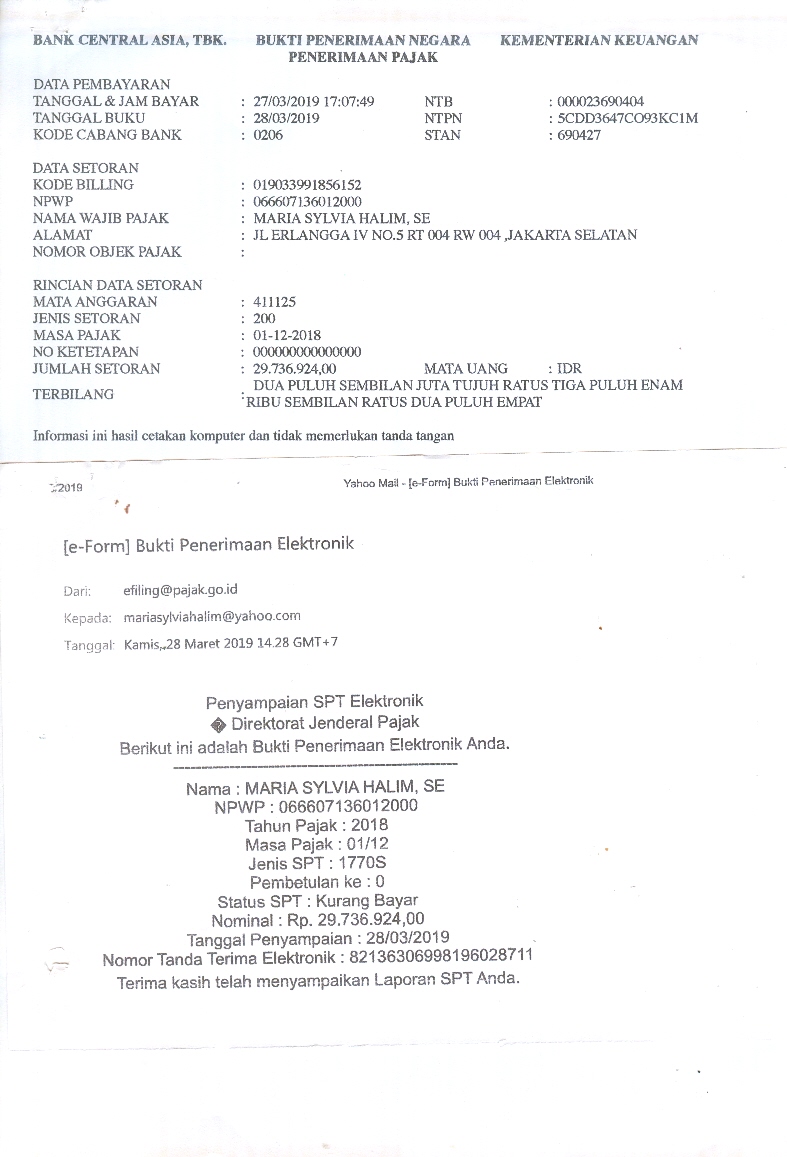 BANK CENTRAL ASIA, TBK. BUKTI PENERIMAAN NEGARA KEMENTERIAN KEUANGAN
PENERIMAAN PAJAK
DATA PEMBAYARAN
TANGGAL & JAM BAYAR : 27/03/2019 17:07:49 NTB : 000023690404
TANGGAL BUKU : 28/03/2019 NTPN : 5CDD3647CO93KC1M
KODE CABANG BANK : 0206 STAN : 690427
DATA SETORAN
KODE BILLING : 019033991856152
NPWP : 066607136012000
NAMA WAJIB PAJAK : MARIA SYLVIA HALIM, SE
ALAMAT : JL ERLANGGA IV NO.5 RT 004 RW 004 ,JAKARTA SELATAN
NOMOR OBJEK PAJAK :
RINCIAN DATA SETORAN
MATA ANGGARAN : 411125
JENIS SETORAN : 200
MASA PAJAK : 01-12-2018
NO KETETAPAN : 000000000000000
JUMLAH SETORAN : 29.736.924,00 MATA UANG : IDR
TERBILANG : DUA PULUH SEMBILAN JUTA TUJUH RATUS TIGA PULUH ENAM
RIBU SEMBILAN RATUS DUA PULUH EMPAT
Informasi ini hasil cetakan komputer dan tidak memerlukan tanda tangan
/2019 Yahoo Mail - [e-Form] Bukti Penerimaan Elektronik
[e-Form] Bukti Penerimaan Elektronik
Dari: efiling@pajak.go.id
Kepada: mariasylviahalim@yahoo.com
Tanggal: Kamis, 28 Maret 2019 14.28 GMT+7
Penyampaian SPT Elektronik
� Direktorat Jenderal Pajak
Berikut ini adalah Bukti Penerimaan Elektronik Anda.
Nama : MARIA SYLVIA HALIM, SE
NPWP : 066607136012000
Tahun Pajak : 2018
Masa Pajak : 01/12
Jenis SPT : 1770S
Pembetulan ke : 0
Status SPT : Kurang Bayar
Nominal : Rp. 29.736.924,00
Tanggal Penyampaian : 28/03/2019
Nomor Tanda Terima Elektronik : 82136306998196028711
Terima kasih telah menyampaikan Laporan SPT Anda.